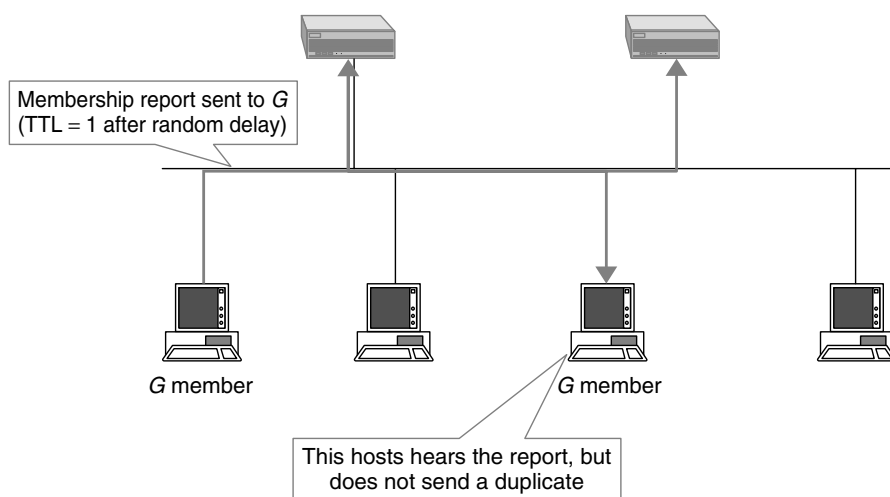 Membership report sent to G
(TTL = 1 after random delay)
G member
G member
This hosts hears the report, but
does not send a duplicate